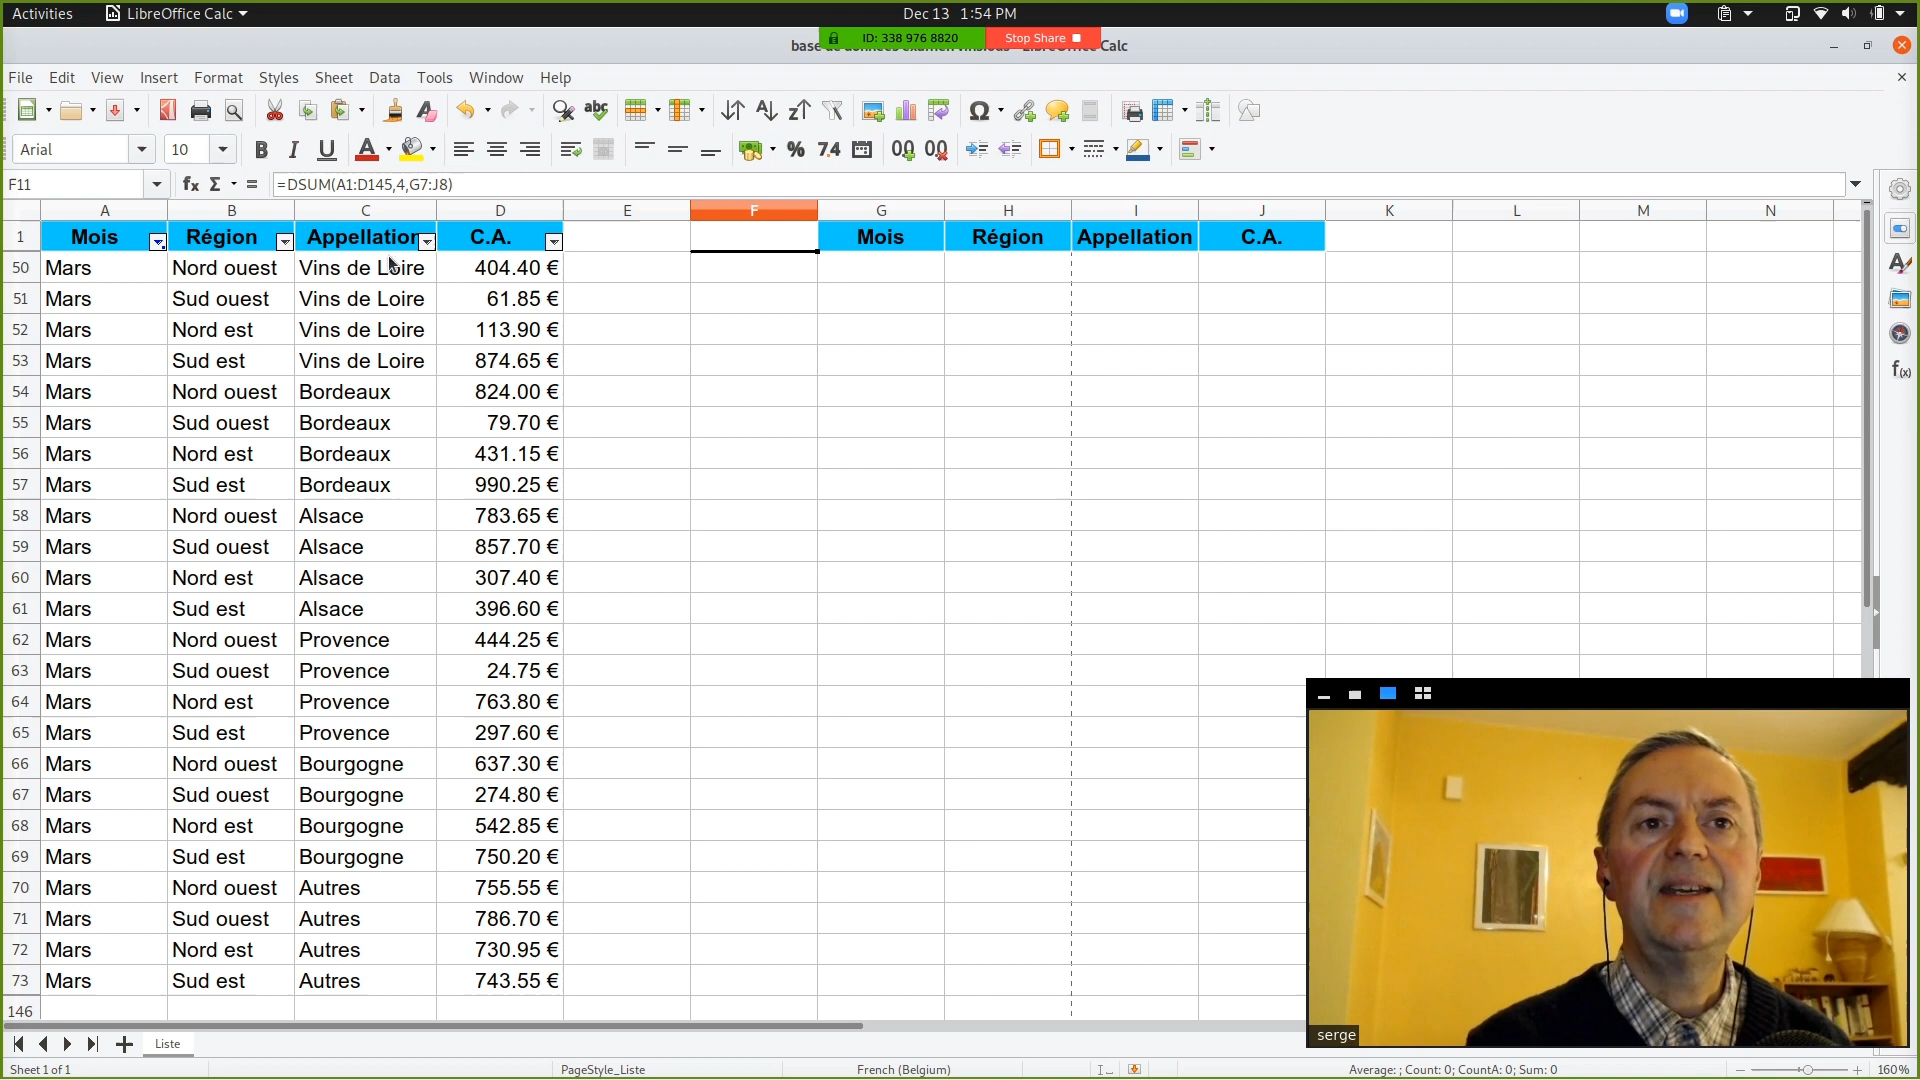 Activities LibreOffice Calc Dec 13 1:54 PM
ID: 338 976 8820 Stop Share Calc
File Edit View Insert Format Styles Sheet Data Tools Window Help
Arial 10
F11 =DSUM(A1:D145,4,G7:J8)
A B C D E F G H I J K L M N
1 Mois Région Appellation C.A. Mois Région Appellation C.A.
50 Mars Nord ouest Vins de Loire 404.40 €
51 Mars Sud ouest Vins de Loire 61.85 €
52 Mars Nord est Vins de Loire 113.90 €
53 Mars Sud est Vins de Loire 874.65 €
54 Mars Nord ouest Bordeaux 824.00 €
55 Mars Sud ouest Bordeaux 79.70 €
56 Mars Nord est Bordeaux 431.15 €
57 Mars Sud est Bordeaux 990.25 €
58 Mars Nord ouest Alsace 783.65 €
59 Mars Sud ouest Alsace 857.70 €
60 Mars Nord est Alsace 307.40 €
61 Mars Sud est Alsace 396.60 €
62 Mars Nord ouest Provence 444.25 €
63 Mars Sud ouest Provence 24.75 €
64 Mars Nord est Provence 763.80 €
65 Mars Sud est Provence 297.60 €
66 Mars Nord ouest Bourgogne 637.30 €
67 Mars Sud ouest Bourgogne 274.80 €
68 Mars Nord est Bourgogne 542.85 €
69 Mars Sud est Bourgogne 750.20 €
70 Mars Nord ouest Autres 755.55 €
71 Mars Sud ouest Autres 786.70 €
72 Mars Nord est Autres 730.95 €
73 Mars Sud est Autres 743.55 €
146
serge
Liste
Sheet 1 of 1 PageStyle_Liste French (Belgium) Average: ; Count: 0; CountA: 0; Sum: 0 160%